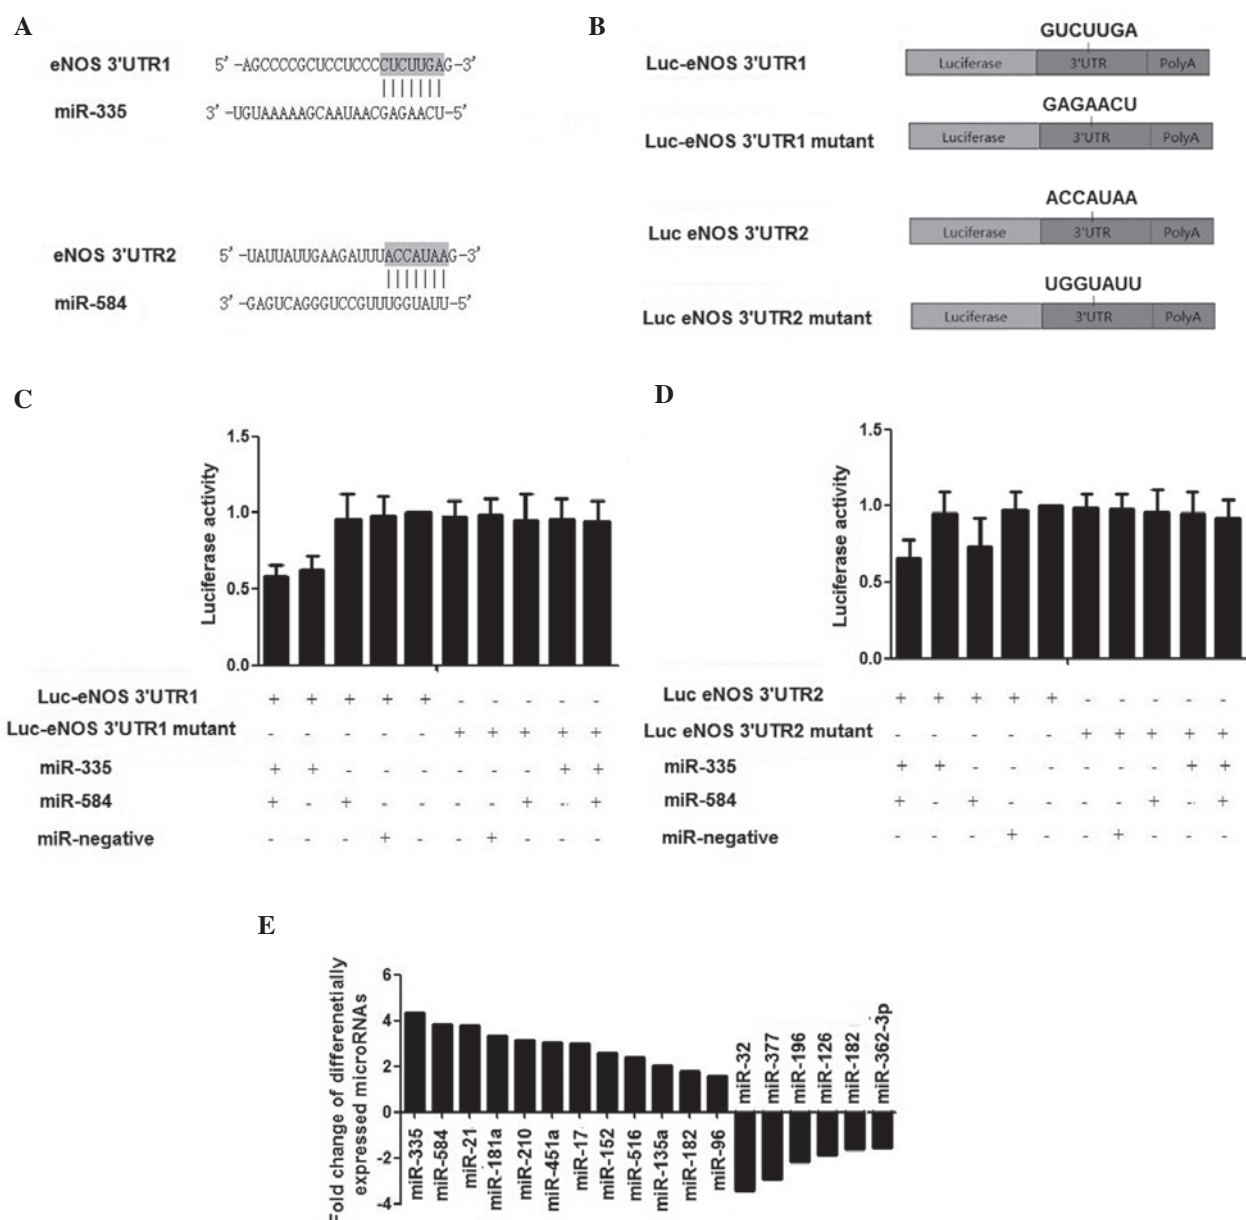 A
eNOS 3'UTR1 5' -AGCCCCGCUCCUCCCCUCUUGAG-3'
miR-335 3' -UGUAAAAAGCAAUAACGAGAACU-5'
eNOS 3'UTR2 5' -UAUUAUUGAAGAUUUACCAUAAG-3'
miR-584 3' -GAGUCAGGGUCCGUUUGGUAUU-5'
B
GUCUUGA
Luc-eNOS 3'UTR1 Luciferase 3'UTR PolyA
GAGAACU
Luc-eNOS 3'UTR1 mutant Luciferase 3'UTR PolyA
ACCAUAA
Luc eNOS 3'UTR2 Luciferase 3'UTR PolyA
UGGUAUU
Luc eNOS 3'UTR2 mutant Luciferase 3'UTR PolyA
C
Luciferase activity
1.5
1.0
0.5
0.0
Luc-eNOS 3'UTR1 + + + + + - - - - -
Luc-eNOS 3'UTR1 mutant - - - - - + + + + +
miR-335 + + - - - - - - + +
miR-584 + - + - - - - + - +
miR-negative - - - + - - + - - -
D
Luciferase activity
1.5
1.0
0.5
0.0
Luc eNOS 3'UTR2 + + + + + - - - - -
Luc eNOS 3'UTR2 mutant - - - - - + + + + +
miR-335 + + - - - - - - + +
miR-584 + - + - - - - + - +
miR-negative - - - + - - + - - -
E
Fold change of differenetially
expressed microRNAs
6
4
2
0
-2
-4
miR-335
miR-584
miR-21
miR-181a
miR-210
miR-451a
miR-17
miR-152
miR-516
miR-135a
miR-182
miR-96
miR-32
miR-377
miR-196
miR-126
miR-182
miR-362-3p